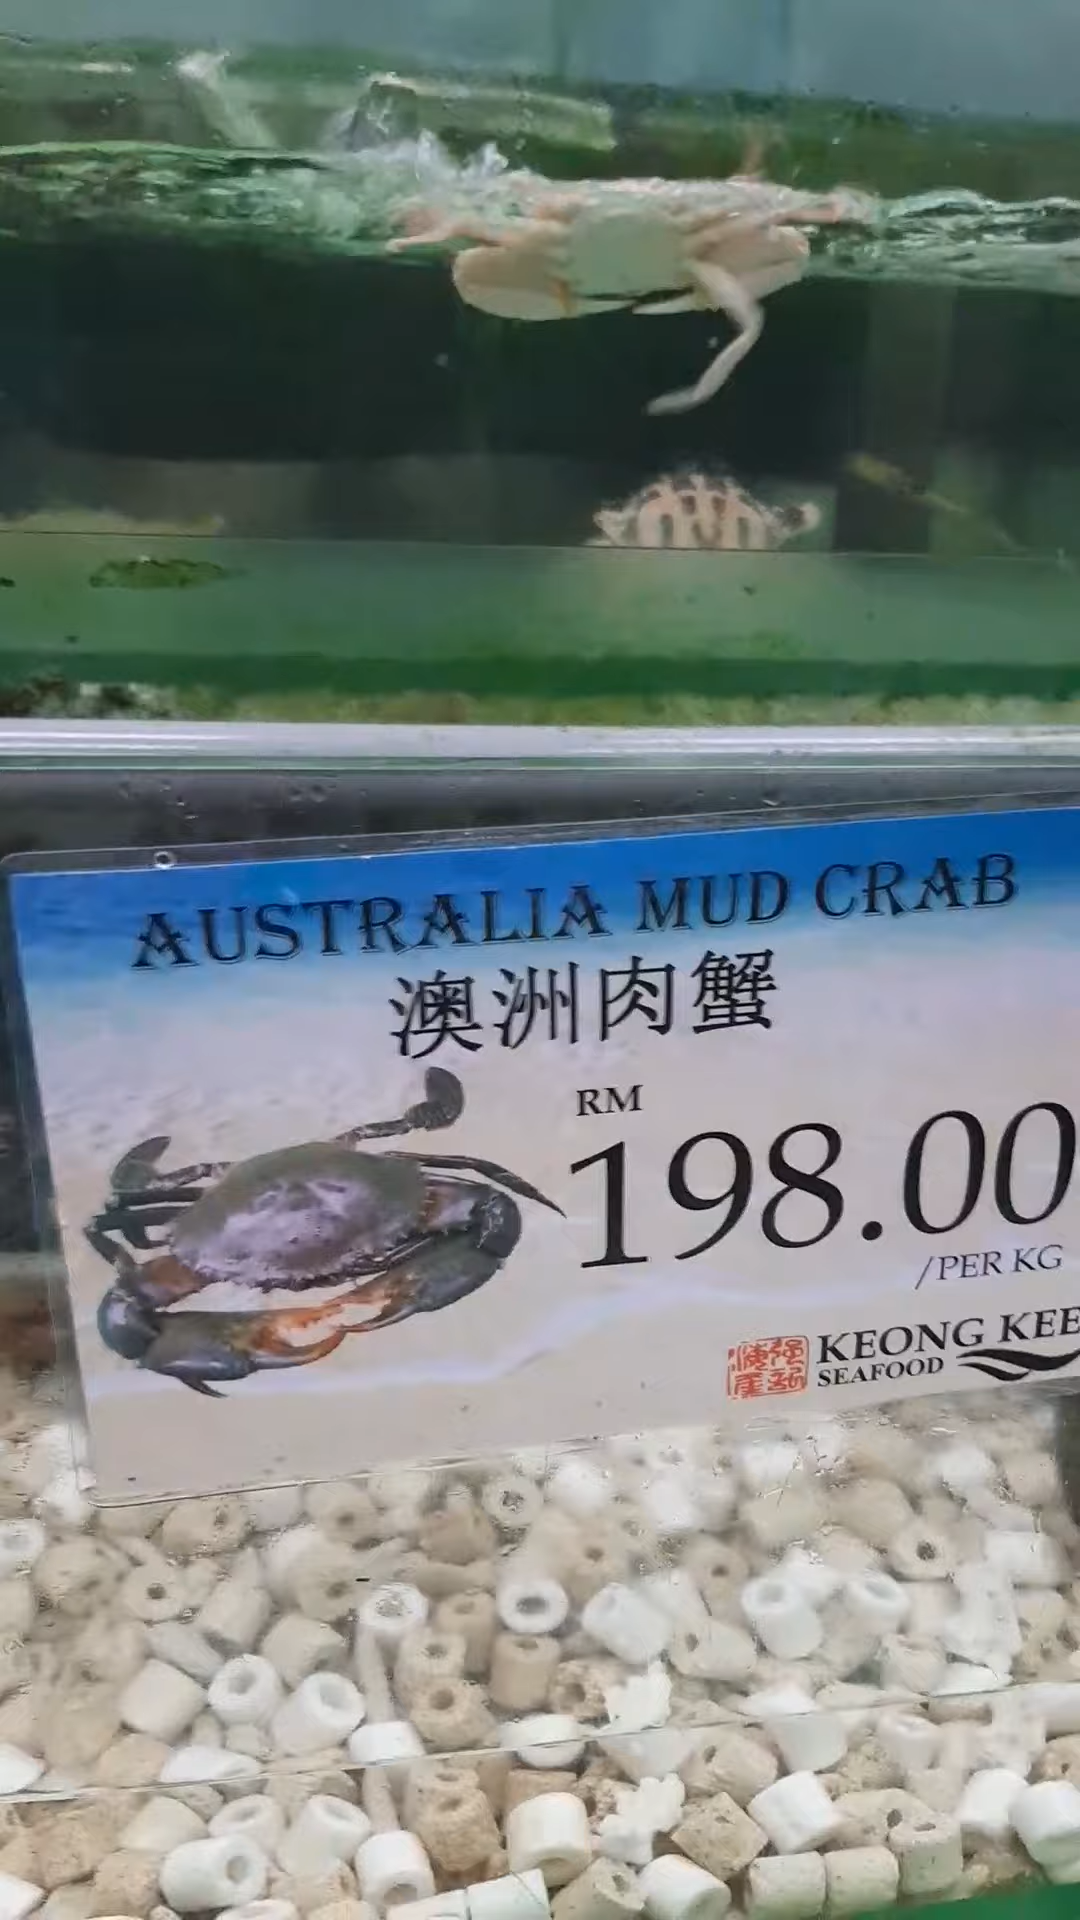 AUSTRALIA MUD CRAB
澳洲肉蟹
RM
198.00
/PER KG
KEONG KEE
SEAFOOD